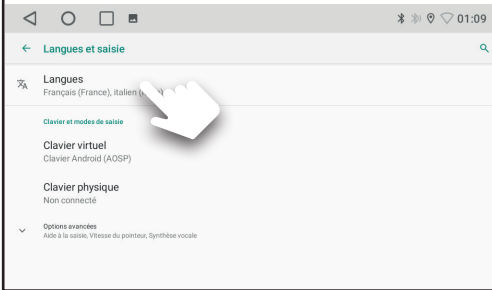 01:09
Langues et saisie
Langues
Français (France), italien
Clavier et modes de saisie
Clavier virtuel
Clavier Android (AOSP)
Clavier physique
Non connecté
Options avancées
Aide à la saisie, Vitesse du pointeur, Synthèse vocale